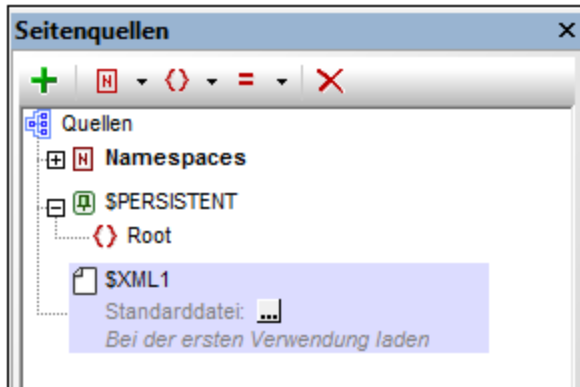 Seitenquellen
Quellen
Namespaces
$PERSISTENT
Root
$XML1
Standarddatei: ...
Bei der ersten Verwendung laden